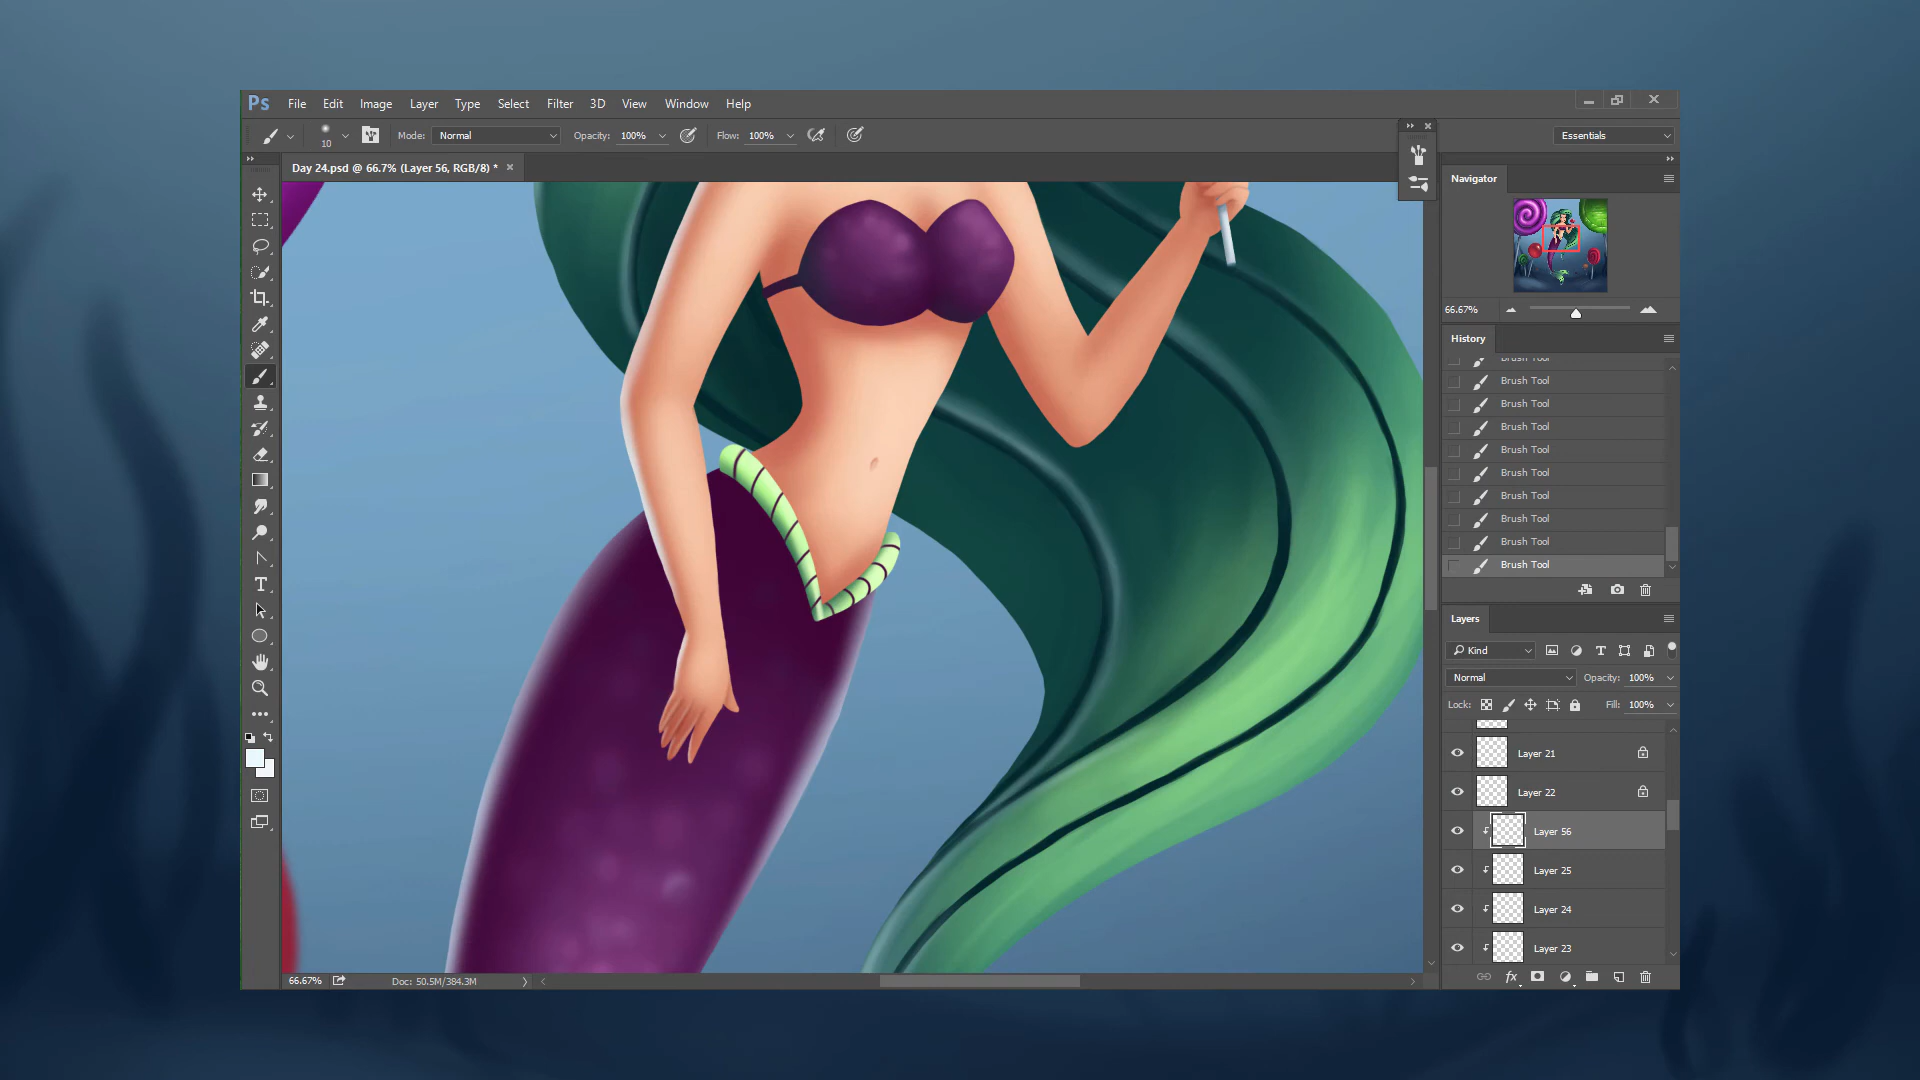 Ps File Edit Image Layer Type Select Filter 3D View Window Help
10 Mode: Normal Opacity: 100% Flow: 100% Essentials
Day 24.psd @ 66.7% (Layer 56, RGB/8) *
Navigator
66.67%
History
Brush Tool
Brush Tool
Brush Tool
Brush Tool
Brush Tool
Brush Tool
Brush Tool
Brush Tool
Brush Tool
Brush Tool
Layers
Kind
Normal Opacity: 100%
Lock: Fill: 100%
Layer 21
Layer 22
Layer 56
Layer 25
Layer 24
Layer 23
fx
66.67% Doc: 50.5M/384.3M